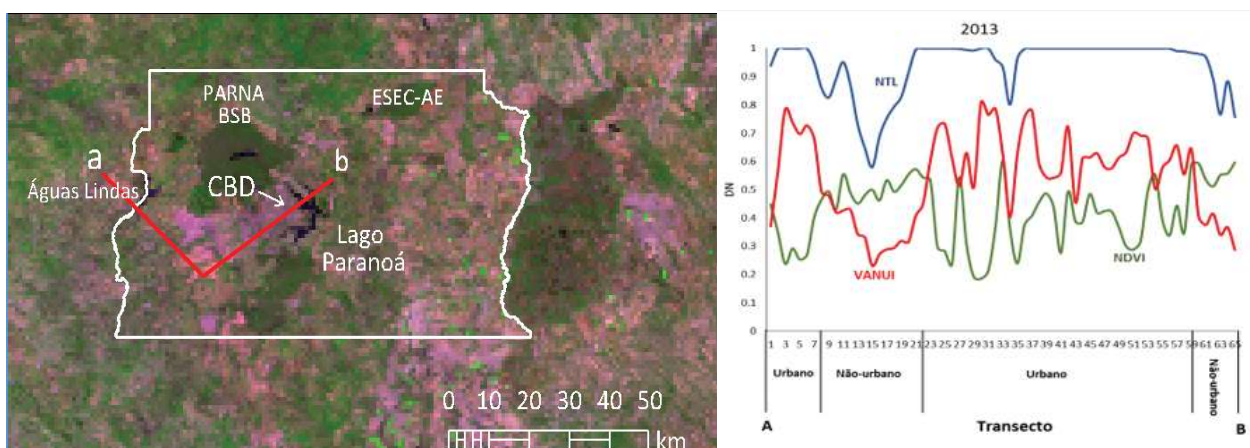 PARNA
BSB
ESEC-AE
a
b
Águas Lindas
CBD
Lago
Paranoá
0 10 20 30 40 50
km
2013
NTL
VANUI
NDVI
DN
1
0.9
0.8
0.7
0.6
0.5
0.4
0.3
0.2
0.1
0
1 3 5 7 9 11 13 15 17 19 21 23 25 27 29 31 33 35 37 39 41 43 45 47 49 51 53 55 57 59 61 63 65
Urbano
Não-urbano
Urbano
Não-urbano
A
Transecto
B